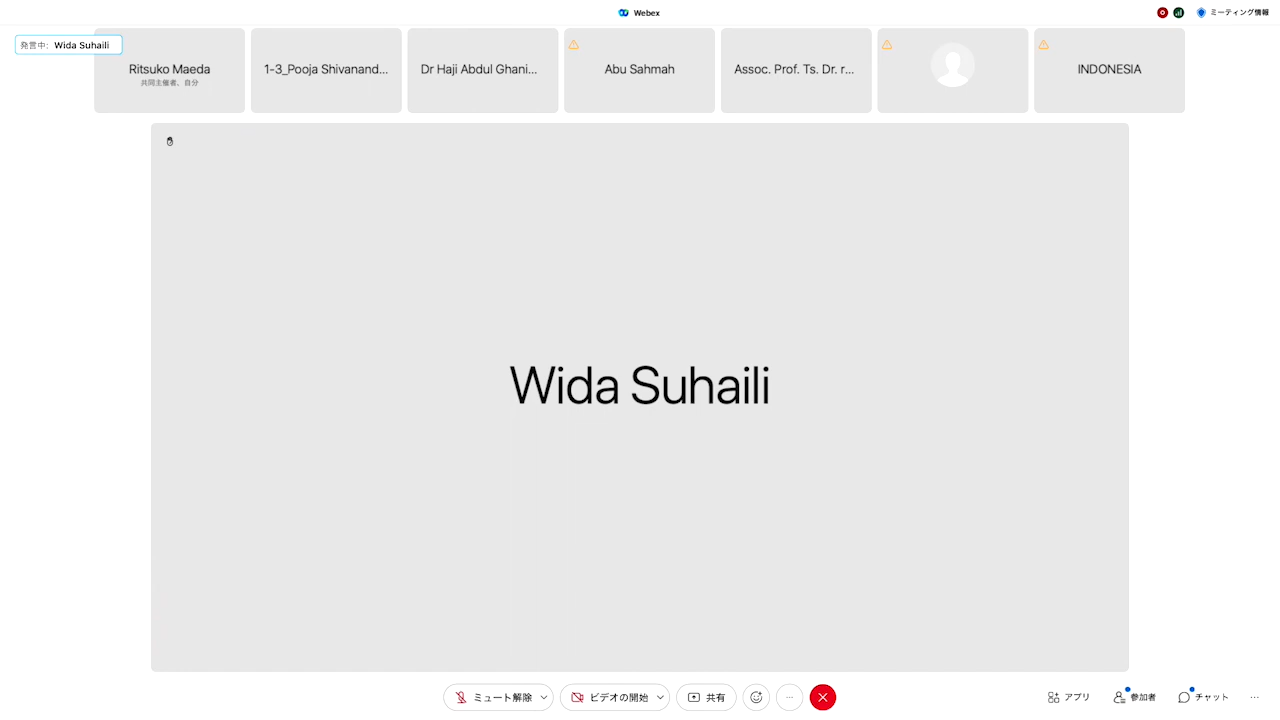 Webex
ミーティング情報
発言中: Wida Suhaili
Ritsuko Maeda
共同主催者、自分
1-3_Pooja Shivanand...
Dr Haji Abdul Ghani...
Abu Sahmah
Assoc. Prof. Ts. Dr. r...
INDONESIA
Wida Suhaili
ミュート解除
ビデオの開始
共有
アプリ
参加者
チャット